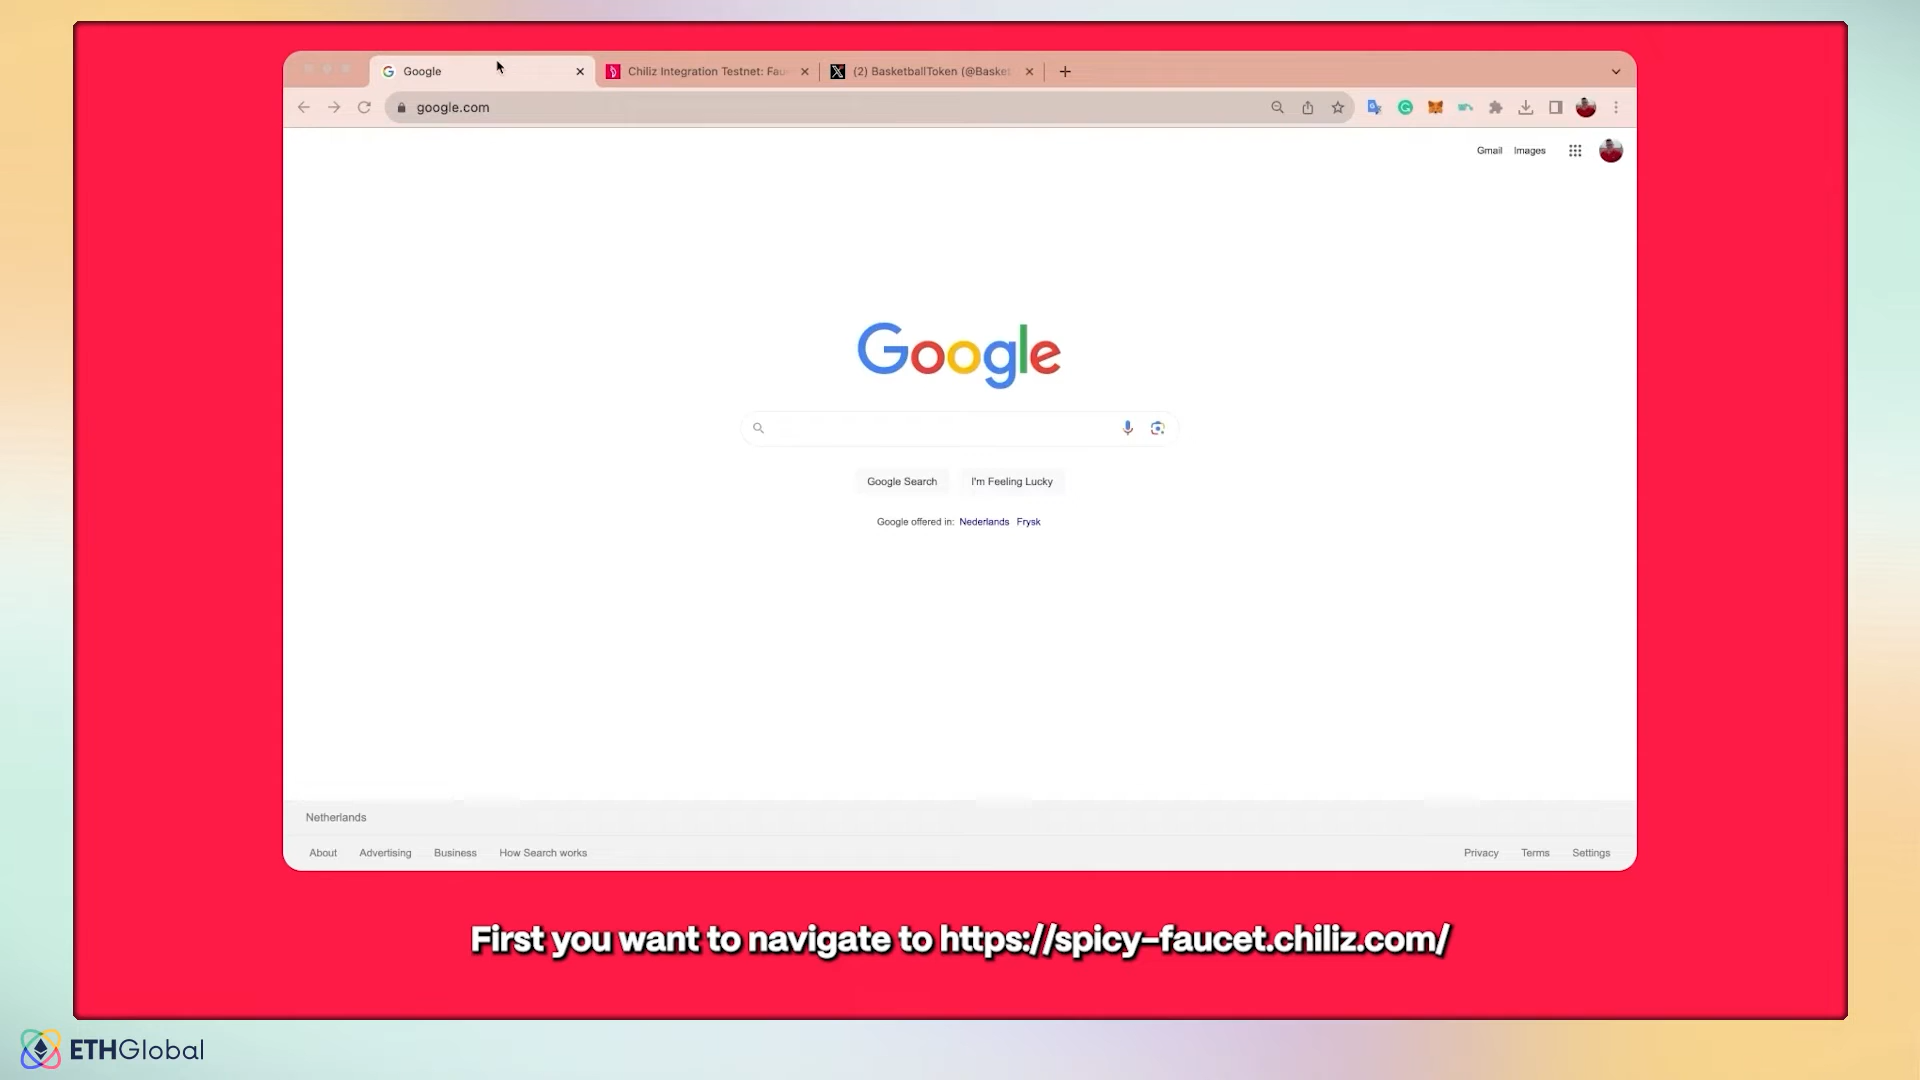 Google
Chiliz Integration Testnet: Fau
(2) BasketballToken (@Basket
google.com
Gmail
Images
Google
Google Search
I'm Feeling Lucky
Google offered in: Nederlands Frysk
Netherlands
About
Advertising
Business
How Search works
Privacy
Terms
Settings
First you want to navigate to https://spicy-faucet.chiliz.com/
ETHGlobal